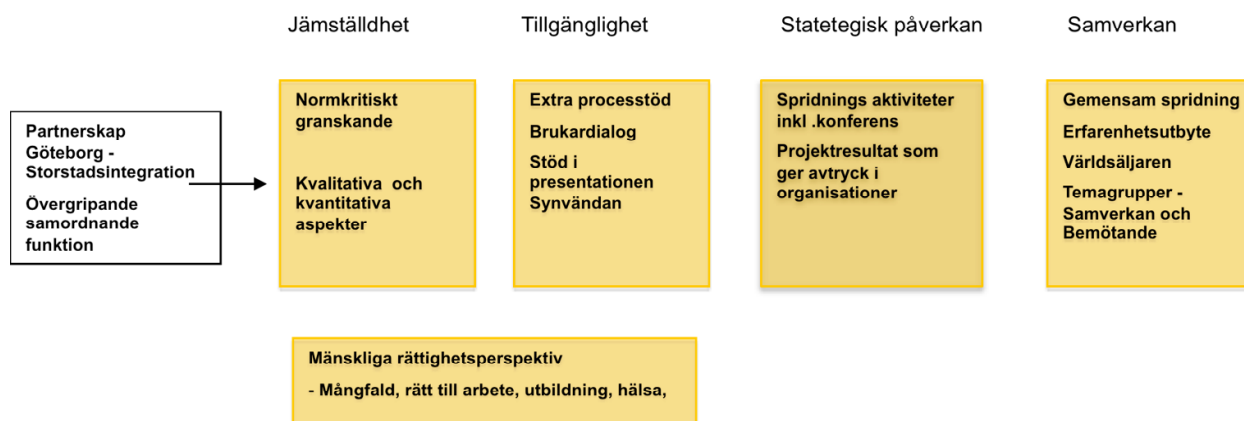 Jämställdhet
Tillgänglighet
Statetegisk påverkan
Samverkan
Partnerskap
Göteborg -
Storstadsintegration
Övergripande
samordnande
funktion
Normkritiskt
granskande
Kvalitativa och
kvantitativa
aspekter
Extra processtöd
Brukardialog
Stöd i
presentationen
Synvändan
Spridnings aktiviteter
inkl .konferens
Projektresultat som
ger avtryck i
organisationer
Gemensam spridning
Erfarenhetsutbyte
Världsäljaren
Temagrupper -
Samverkan och
Bemötande
Mänskliga rättighetsperspektiv
- Mångfald, rätt till arbete, utbildning, hälsa,